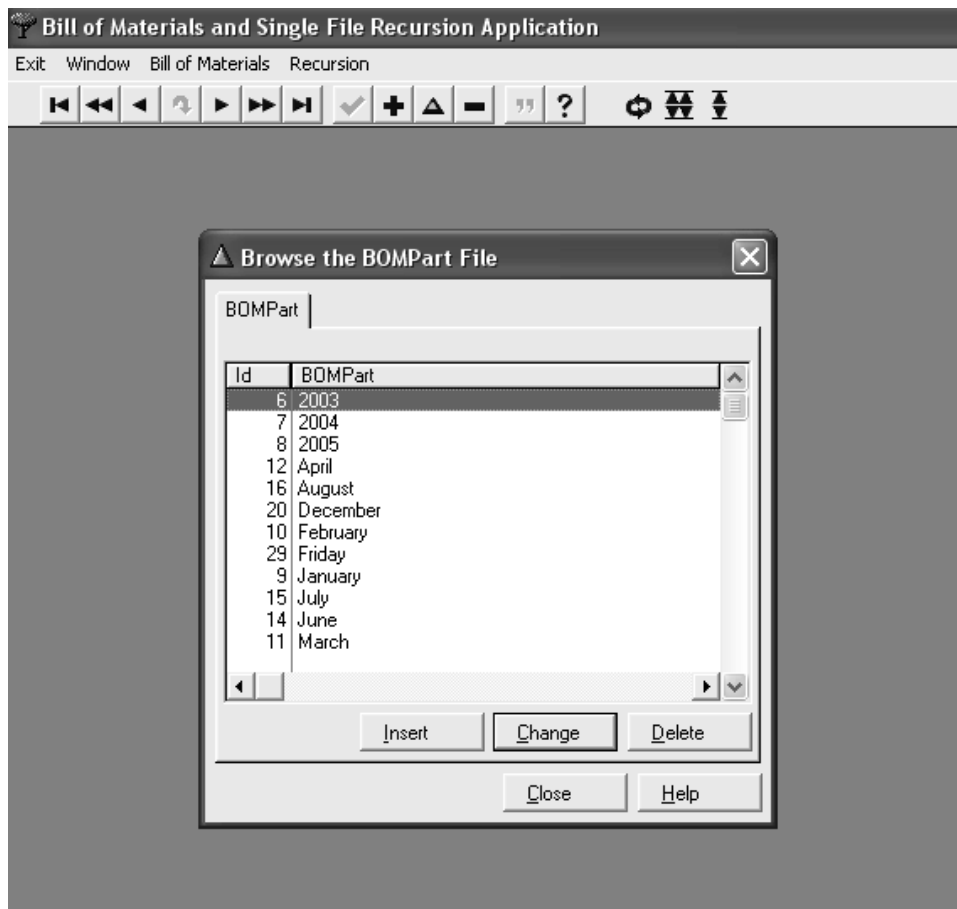 Bill of Materials and Single File Recursion Application
Exit Window Bill of Materials Recursion
" ?
Browse the BOMPart File
BOMPart
Id BOMPart
6 2003
7 2004
8 2005
12 April
16 August
20 December
10 February
29 Friday
9 January
15 July
14 June
11 March
Insert Change Delete
Close Help